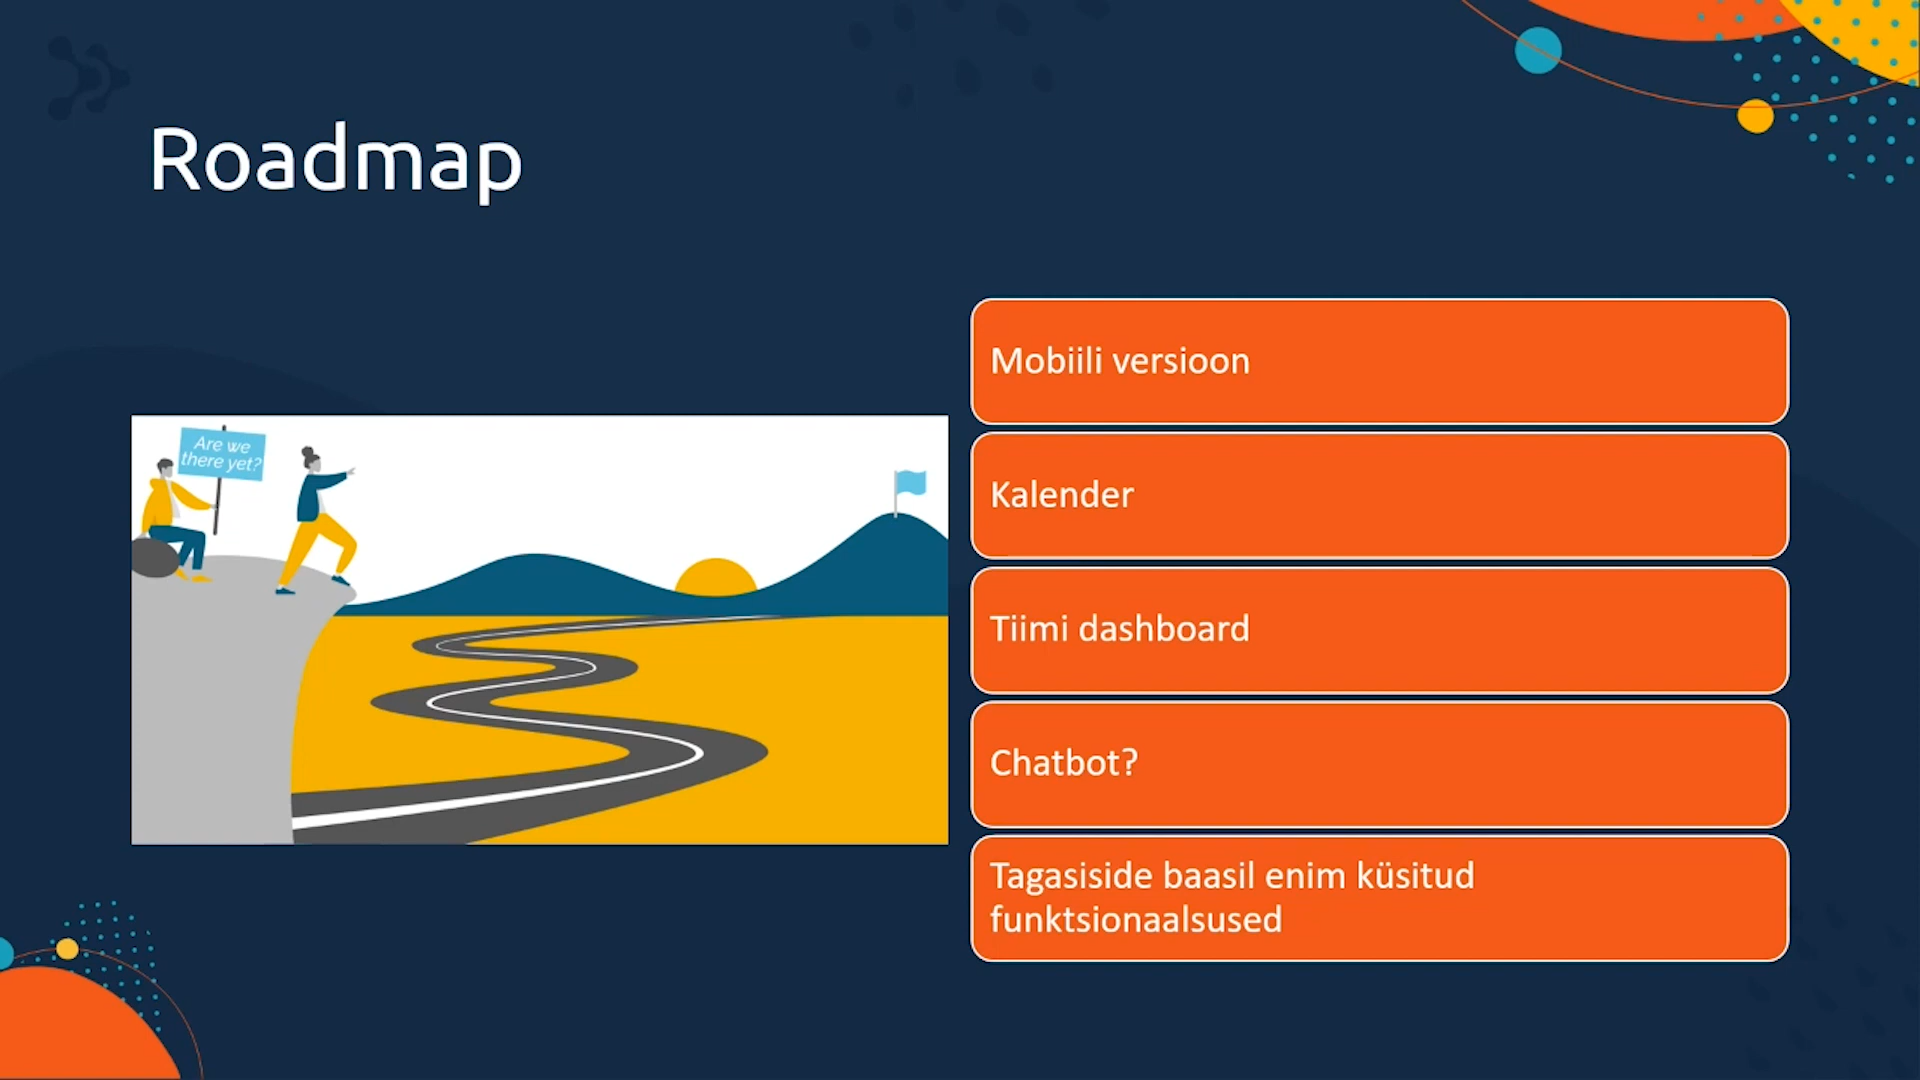 Roadmap
Are we
there yet?
Mobiili versioon
Kalender
Tiimi dashboard
Chatbot?
Tagasiside baasil enim küsitud
funktsionaalsused